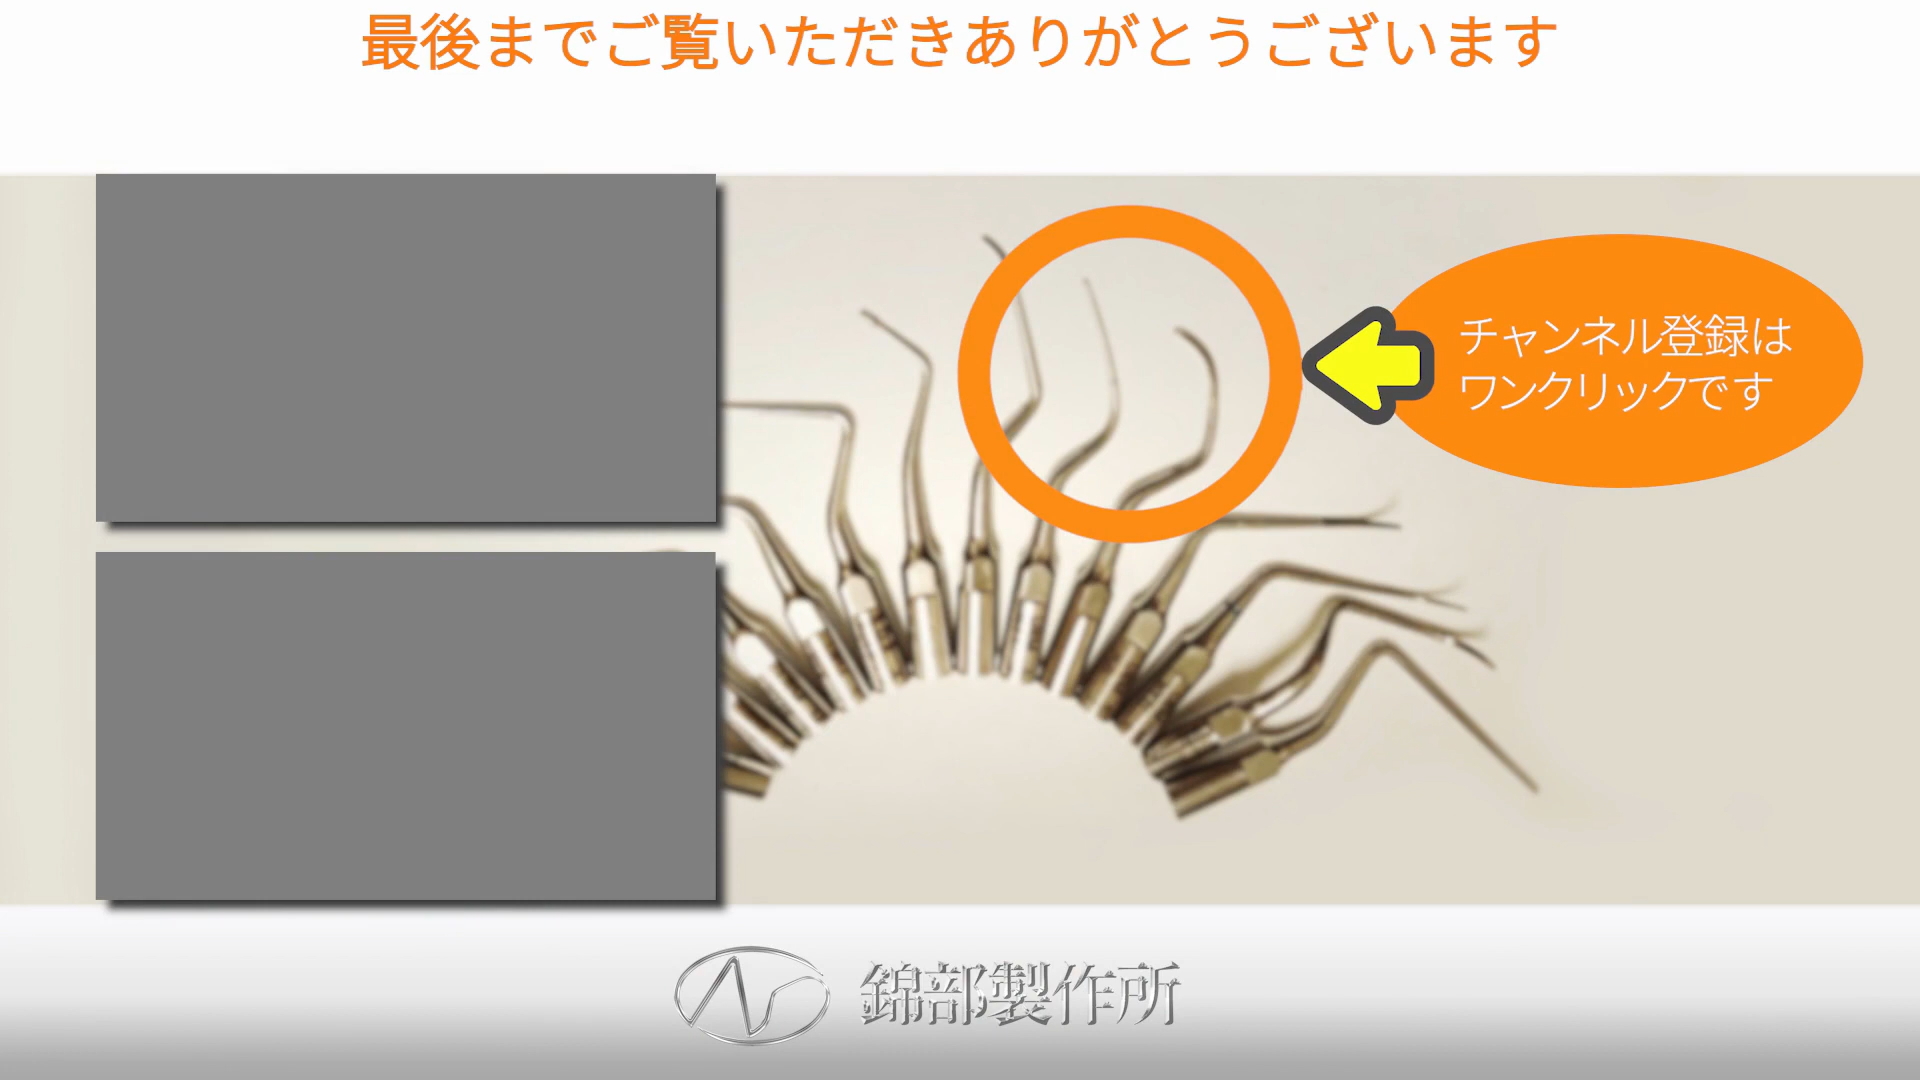 最後までご覧いただきありがとうございます
チャンネル登録は
ワンクリックです
錦部製作所